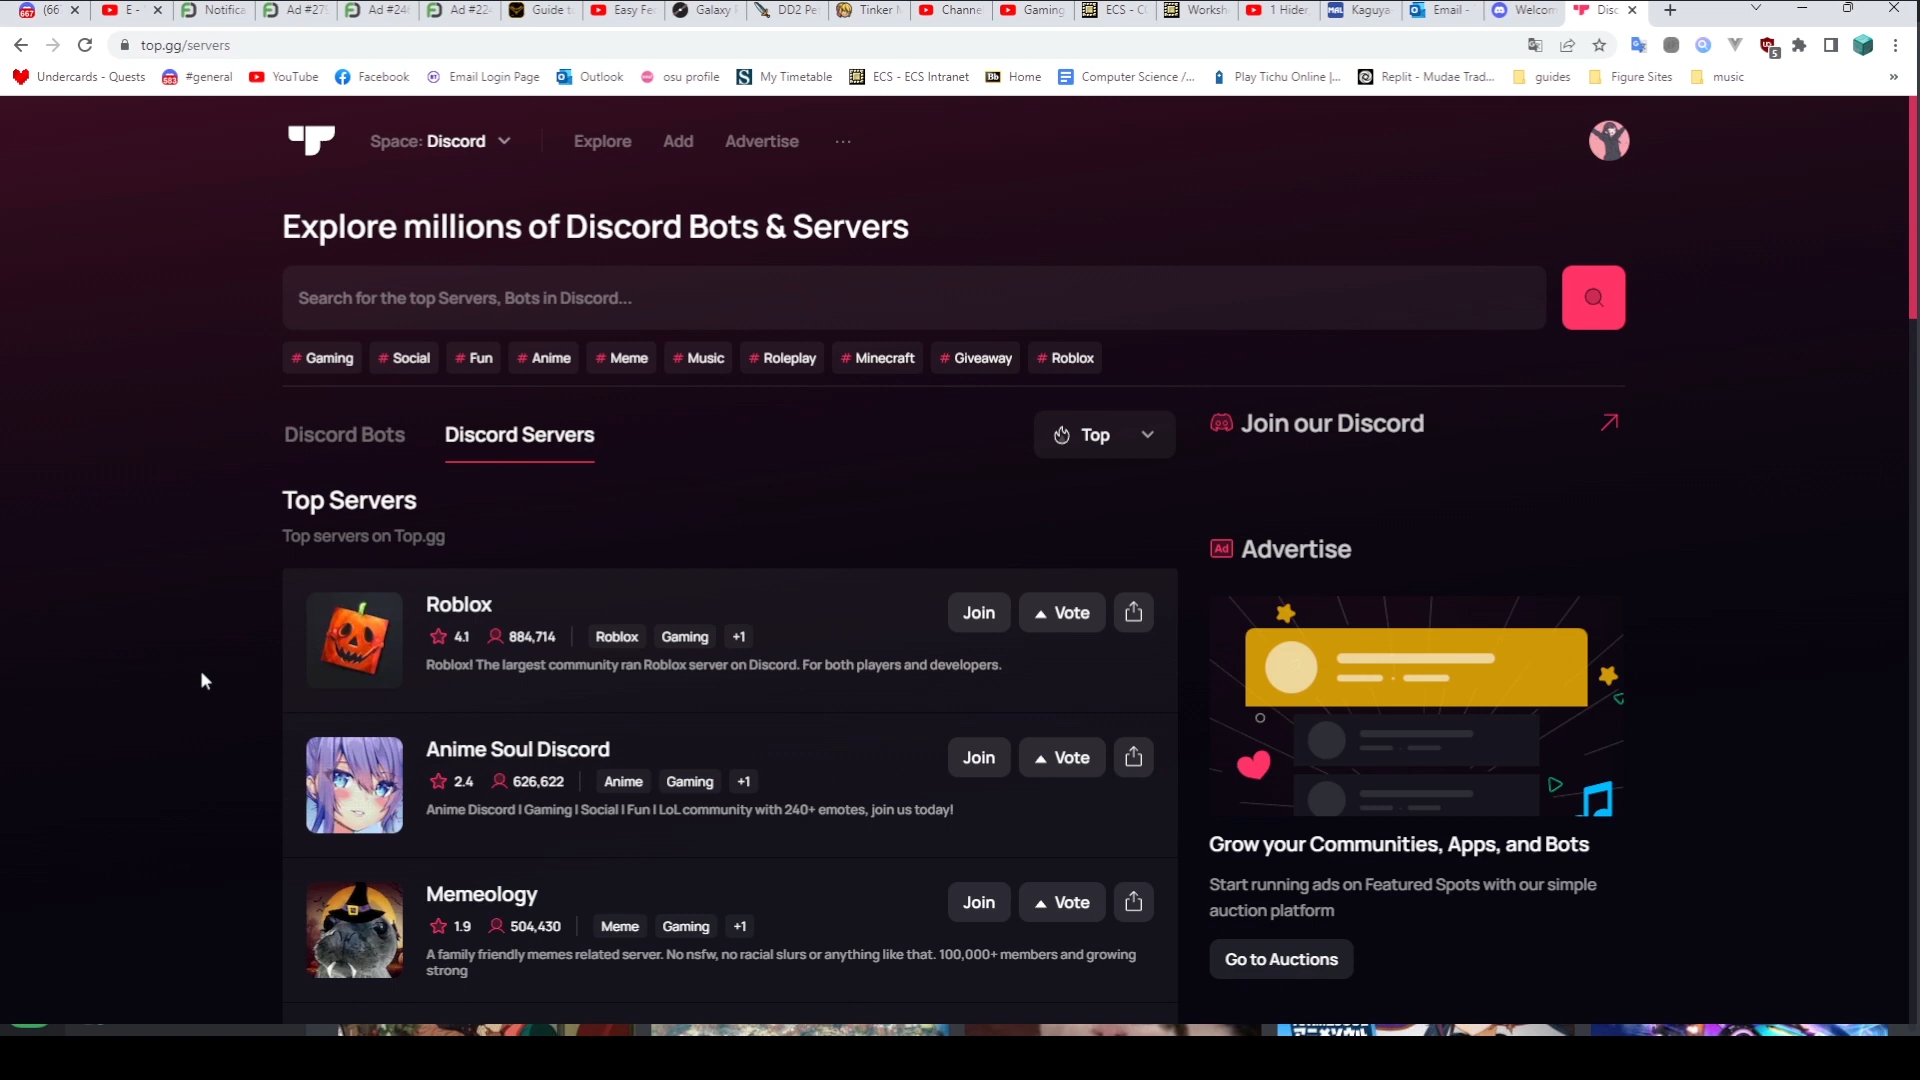 (66
E -
Notifica
Ad #275
Ad #24
Ad #22
Guide t
Easy Fe
Galaxy
DD2 Pe
Tinker
Channe
Gaming
ECS - C
Worksh
1 Hider
Kaguya
Email -
Welcom
Disc
top.gg/servers
Undercards - Quests
#general
YouTube
Facebook
Email Login Page
Outlook
osu profile
My Timetable
ECS - ECS Intranet
Home
Computer Science /...
Play Tichu Online |...
Replit - Mudae Trad...
guides
Figure Sites
music
Space: Discord
Explore
Add
Advertise
Explore millions of Discord Bots & Servers
Search for the top Servers, Bots in Discord...
# Gaming
# Social
# Fun
# Anime
# Meme
# Music
# Roleplay
# Minecraft
# Giveaway
# Roblox
Discord Bots
Discord Servers
Top
Join our Discord
Top Servers
Top servers on Top.gg
Roblox
4.1 884,714 Roblox Gaming +1
Roblox! The largest community ran Roblox server on Discord. For both players and developers.
Join
Vote
Anime Soul Discord
2.4 626,622 Anime Gaming +1
Anime Discord | Gaming | Social | Fun | LoL community with 240+ emotes, join us today!
Join
Vote
Memeology
1.9 504,430 Meme Gaming +1
A family friendly memes related server. No nsfw, no racial slurs or anything like that. 100,000+ members and growing
strong
Join
Vote
Ad Advertise
Grow your Communities, Apps, and Bots
Start running ads on Featured Spots with our simple
auction platform
Go to Auctions